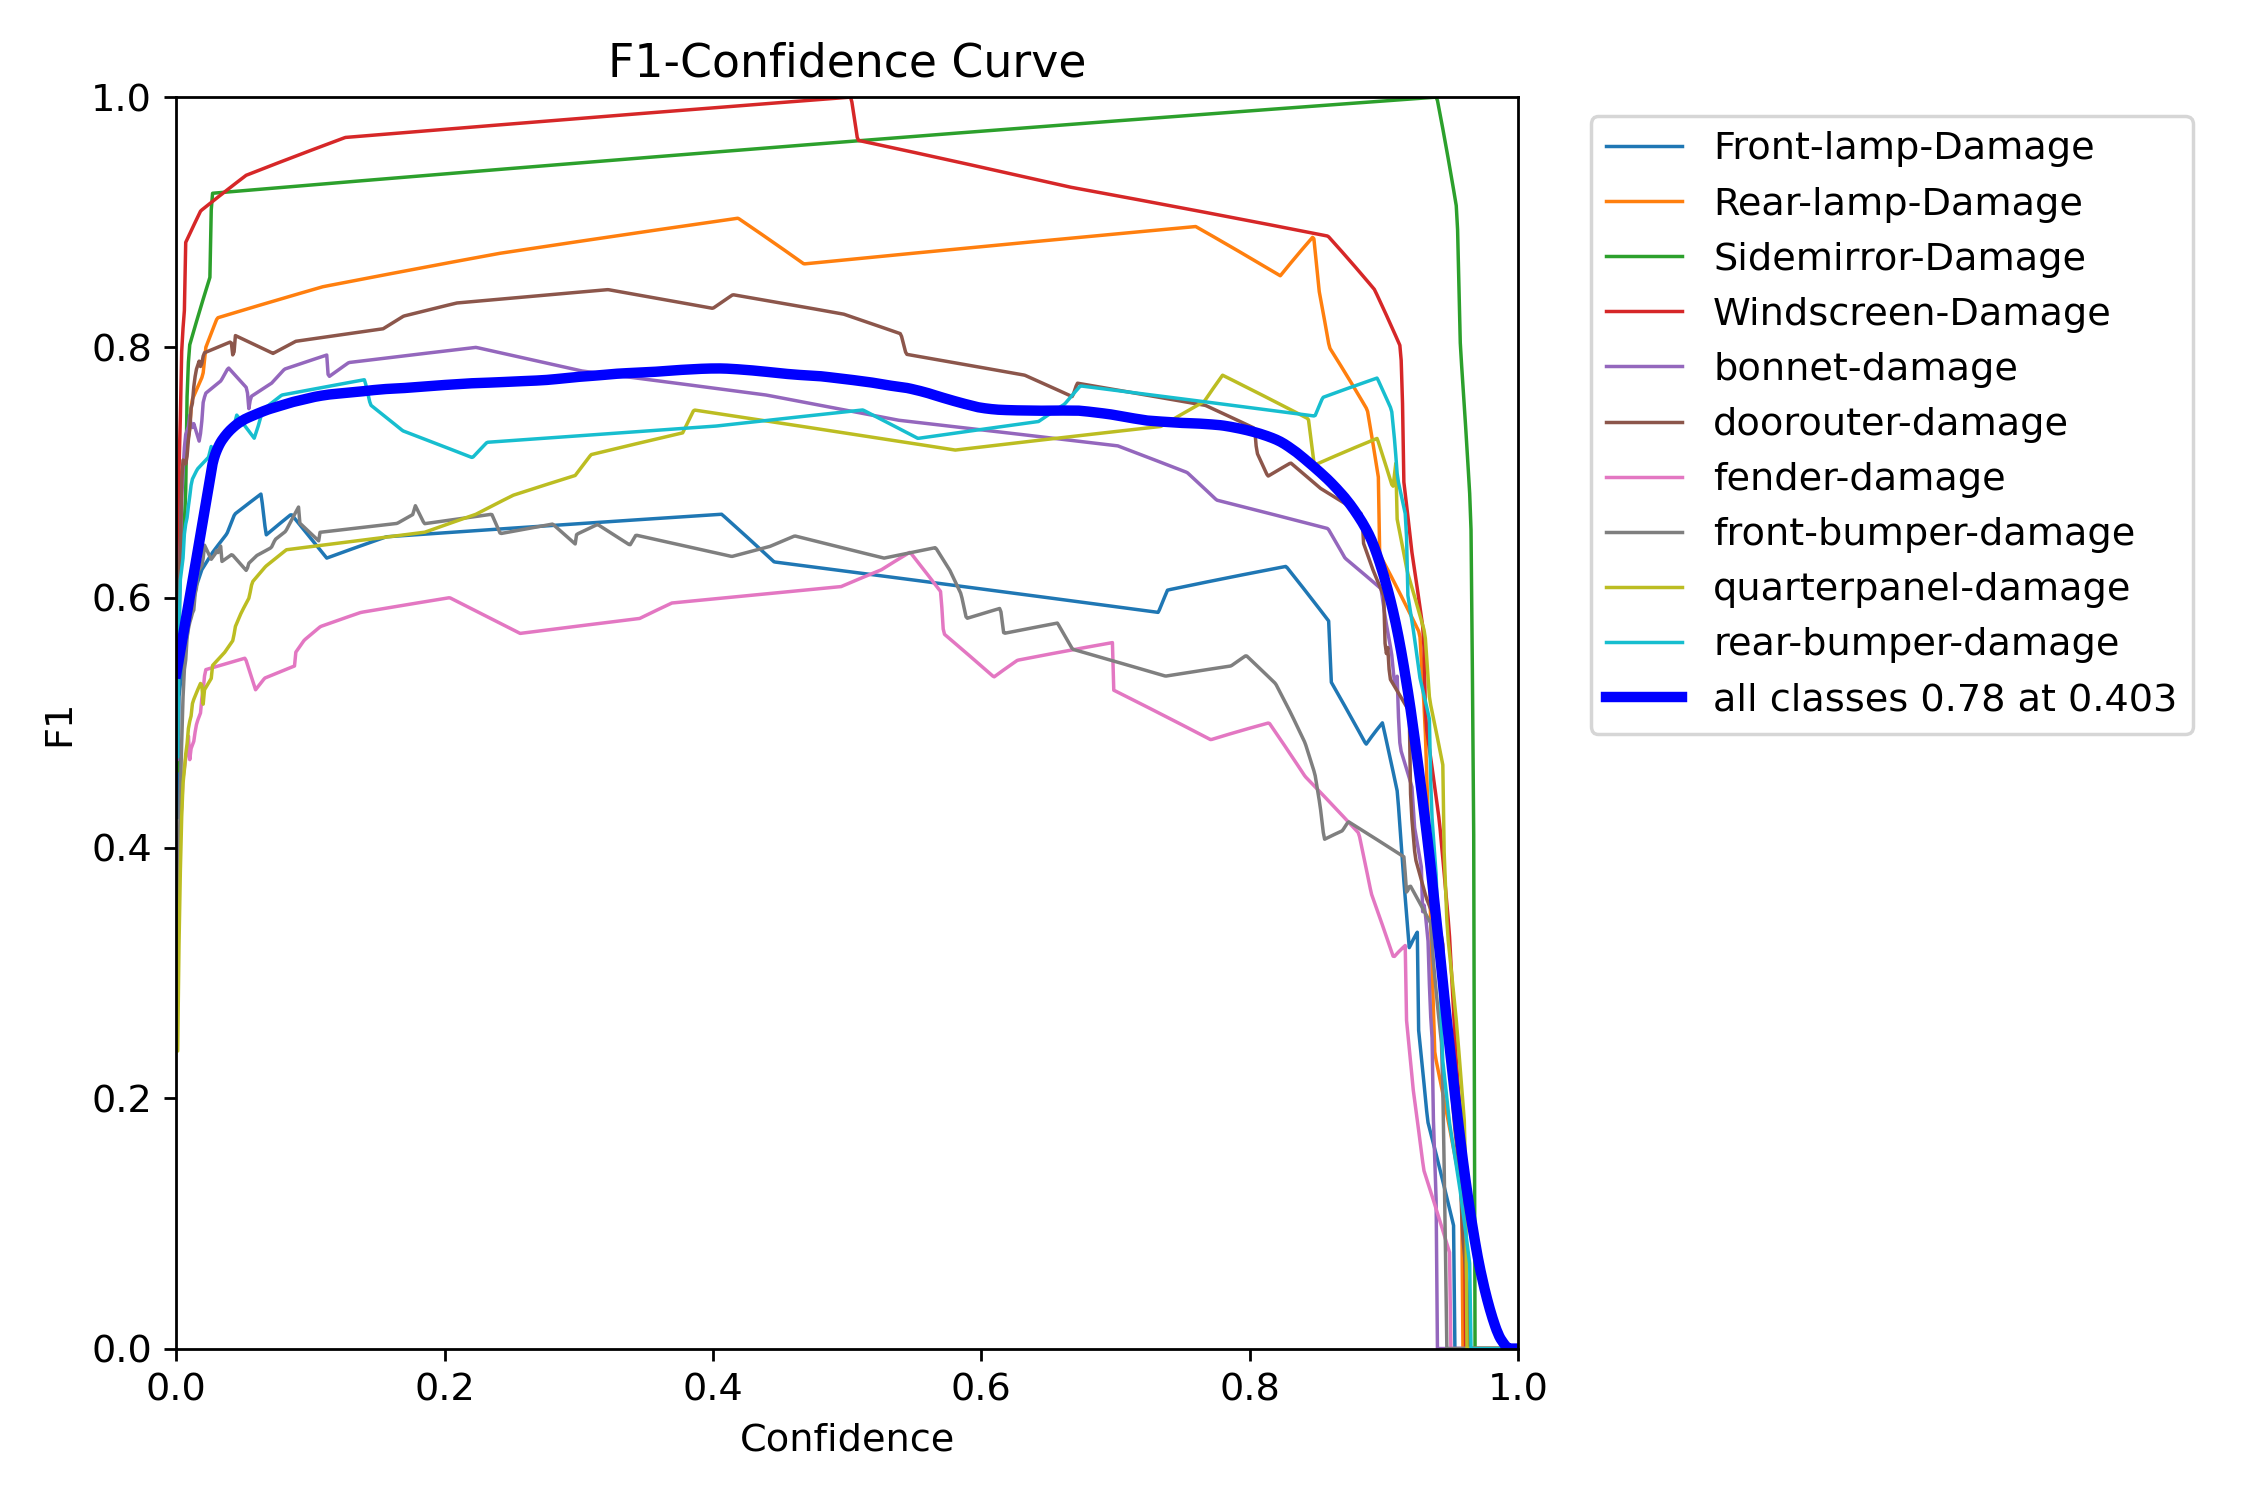 F1-Confidence Curve
1.0
0.8
0.6
0.4
0.2
0.0
F1
0.0 0.2 0.4 0.6 0.8 1.0
Confidence
Front-lamp-Damage
Rear-lamp-Damage
Sidemirror-Damage
Windscreen-Damage
bonnet-damage
doorouter-damage
fender-damage
front-bumper-damage
quarterpanel-damage
rear-bumper-damage
all classes 0.78 at 0.403